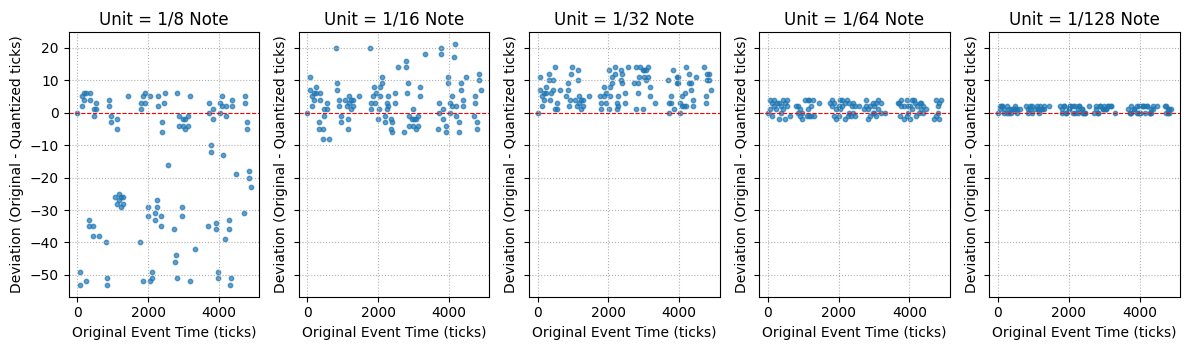 Unit = 1/8 Note
Unit = 1/16 Note
Unit = 1/32 Note
Unit = 1/64 Note
Unit = 1/128 Note
Deviation (Original - Quantized ticks)
20
10
0
−10
−20
−30
−40
−50
0
2000
4000
Original Event Time (ticks)
Deviation (Original - Quantized ticks)
0
2000
4000
Original Event Time (ticks)
Deviation (Original - Quantized ticks)
0
2000
4000
Original Event Time (ticks)
Deviation (Original - Quantized ticks)
0
2000
4000
Original Event Time (ticks)
Deviation (Original - Quantized ticks)
0
2000
4000
Original Event Time (ticks)